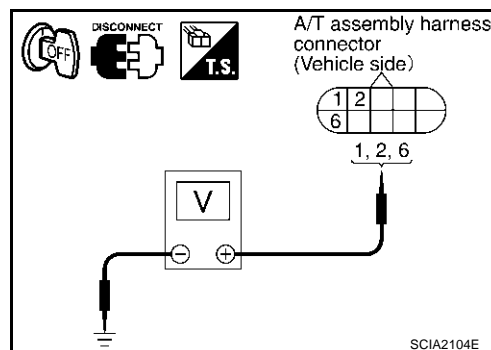 OFF
DISCONNECT
T.S.
A/T assembly harness
connector
(Vehicle side)
1 2
6
1, 2, 6
V
− +
SCIA2104E